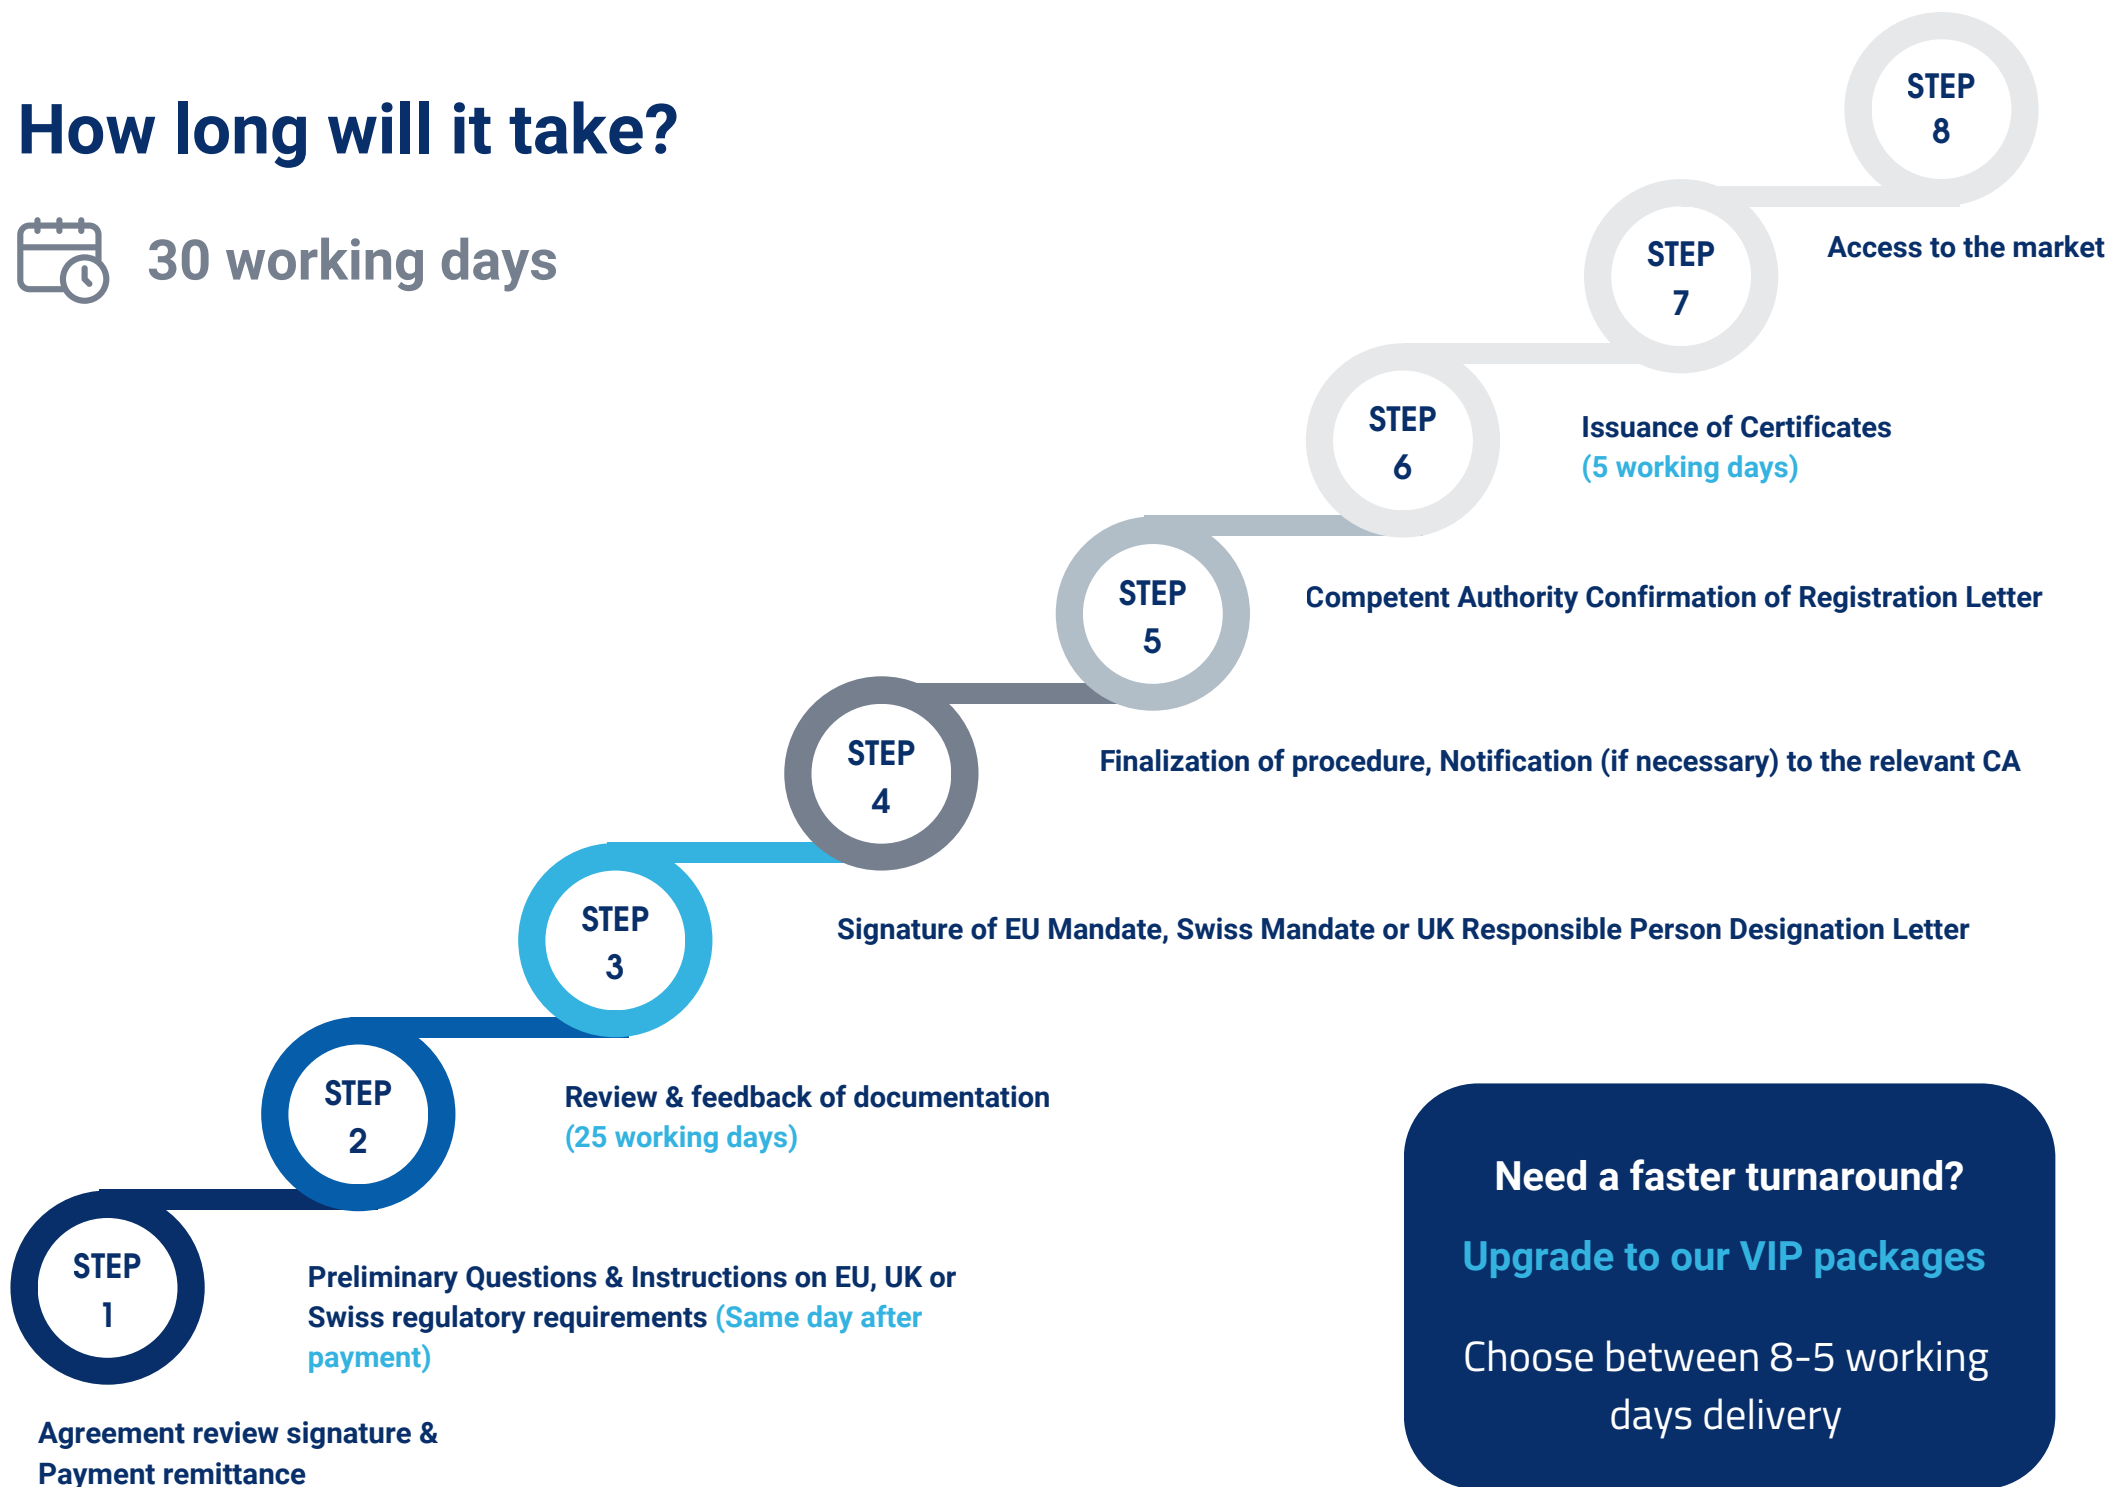 How long will it take?
30 working days
STEP
8
Access to the market
STEP
7
Issuance of Certificates
(5 working days)
STEP
6
Competent Authority Confirmation of Registration Letter
STEP
5
Finalization of procedure, Notification (if necessary) to the relevant CA
STEP
4
Signature of EU Mandate, Swiss Mandate or UK Responsible Person Designation Letter
STEP
3
Review & feedback of documentation
(25 working days)
STEP
2
Preliminary Questions & Instructions on EU, UK or
Swiss regulatory requirements (Same day after
payment)
STEP
1
Agreement review signature &
Payment remittance
Need a faster turnaround?
Upgrade to our VIP packages
Choose between 8-5 working
days delivery